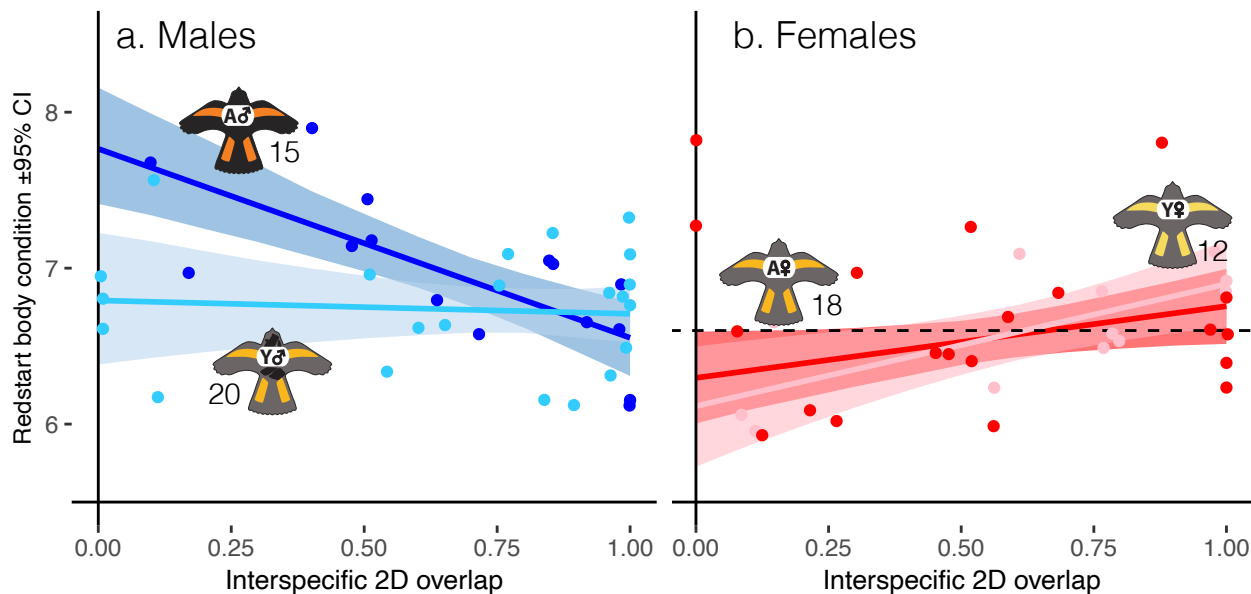 a. Males
b. Females
Redstart body condition ±95% CI
8
7
6
A♂
15
Y♂
20
A♀
18
Y♀
12
0.00 0.25 0.50 0.75 1.00
0.00 0.25 0.50 0.75 1.00
Interspecific 2D overlap
Interspecific 2D overlap